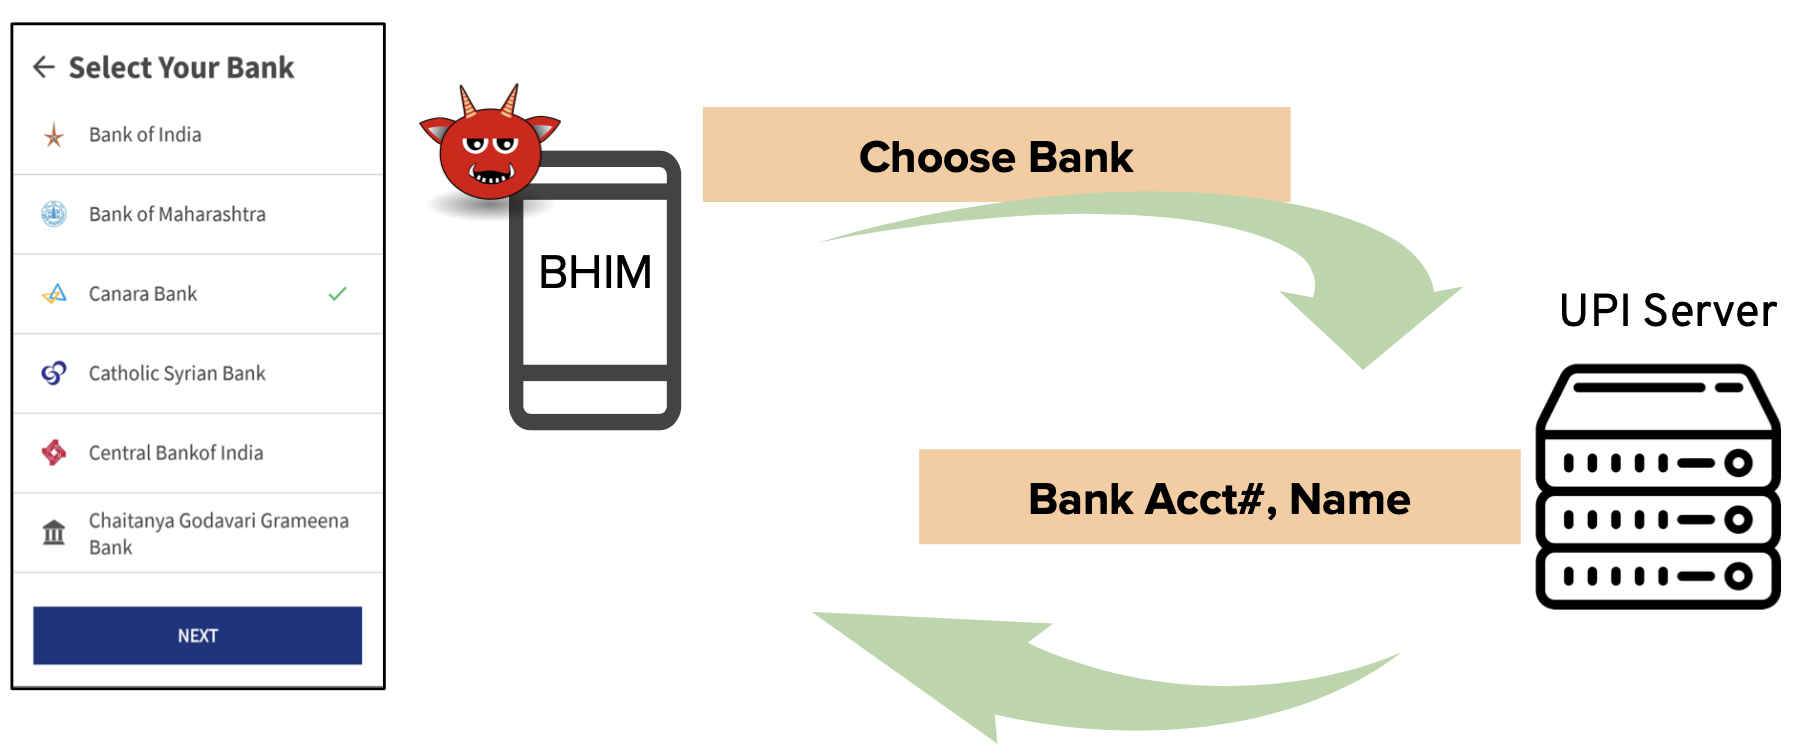 Select Your Bank
Bank of India
Bank of Maharashtra
Canara Bank
Catholic Syrian Bank
Central Bankof India
Chaitanya Godavari Grameena
Bank
NEXT
BHIM
Choose Bank
UPI Server
Bank Acct#, Name